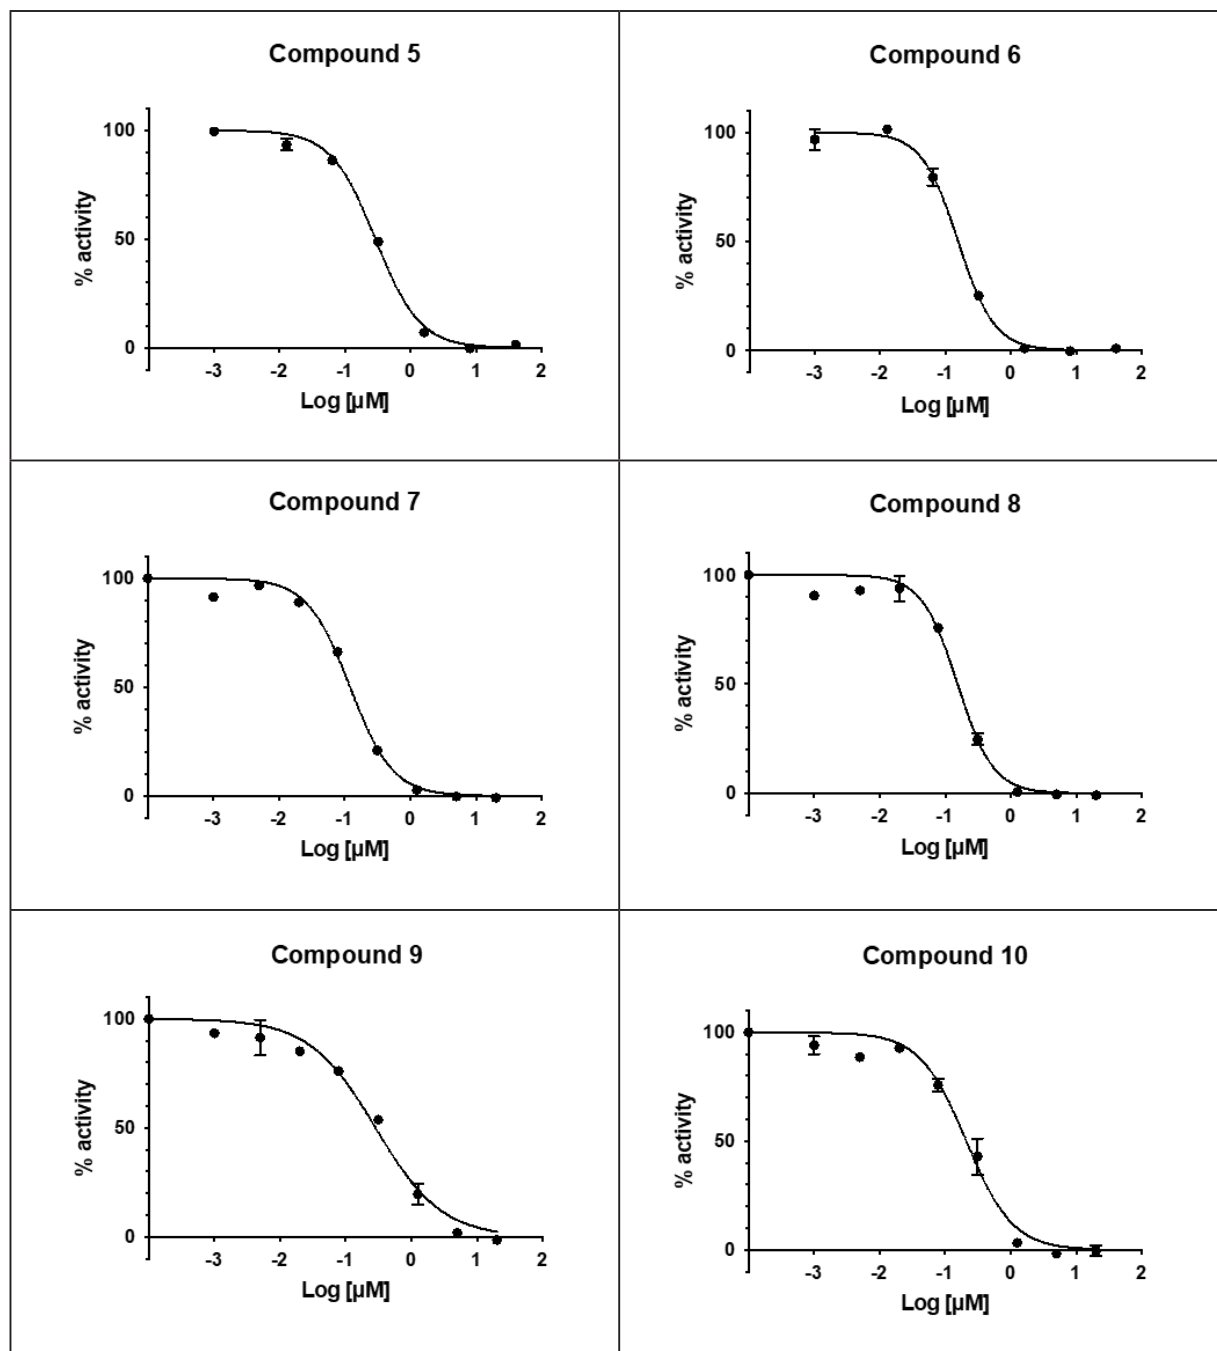 Compound 5
100
50
0
% activity
-3 -2 -1 0 1 2
Log [µM]
Compound 6
100
50
0
% activity
-3 -2 -1 0 1 2
Log [µM]
Compound 7
100
50
0
% activity
-3 -2 -1 0 1 2
Log [µM]
Compound 8
100
50
0
% activity
-3 -2 -1 0 1 2
Log [µM]
Compound 9
100
50
0
% activity
-3 -2 -1 0 1 2
Log [µM]
Compound 10
100
50
0
% activity
-3 -2 -1 0 1 2
Log [µM]